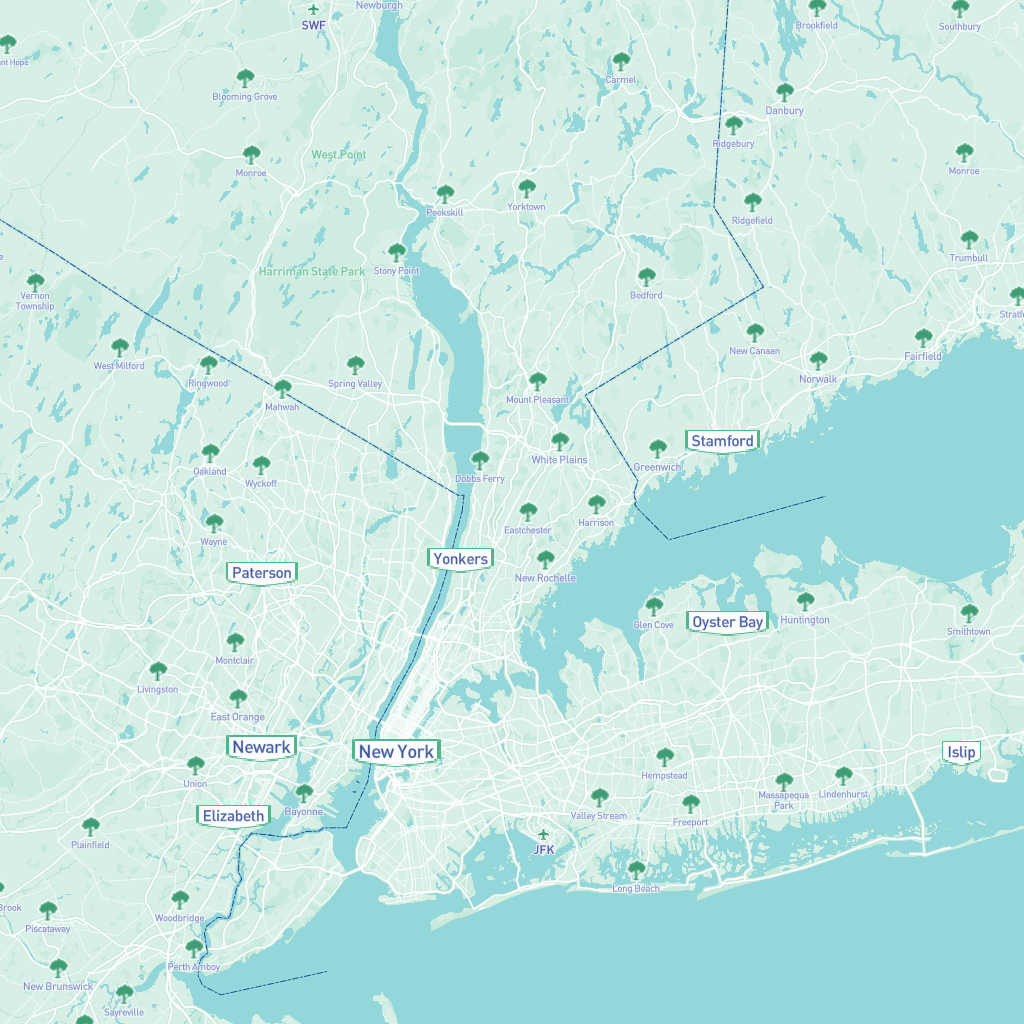 Newburgh
SWF
Brookfield
Southbury
Carmel
Blooming Grove
Danbury
Ridgebury
West Point
Monroe
Monroe
Peekskill
Yorktown
Ridgefield
Trumbull
Stony Point
Harriman State Park
Bedford
Vernon
Township
New Canaan
Fairfield
West Milford
Ringwood
Spring Valley
Norwalk
Mahwah
Mount Pleasant
Stamford
White Plains
Greenwich
Oakland
Wyckoff
Dobbs Ferry
Harrison
Eastchester
Wayne
Yonkers
Paterson
New Rochelle
Glen Cove
Oyster Bay
Huntington
Smithtown
Montclair
Livingston
East Orange
Newark
New York
Islip
Hempstead
Union
Massapequa
Park
Lindenhurst
Elizabeth
Bayonne
Valley Stream
Freeport
Plainfield
JFK
Long Beach
Brook
Woodbridge
Piscataway
Perth Amboy
New Brunswick
Sayreville